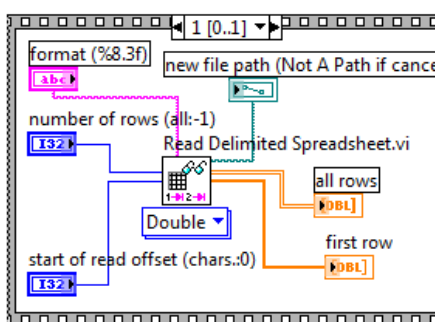 1 [0..1]
format (%8.3f)
abc
new file path (Not A Path if cance
number of rows (all:-1)
I32
Read Delimited Spreadsheet.vi
1 2
all rows
DBL]
Double
first row
DBL]
start of read offset (chars.:0)
I32